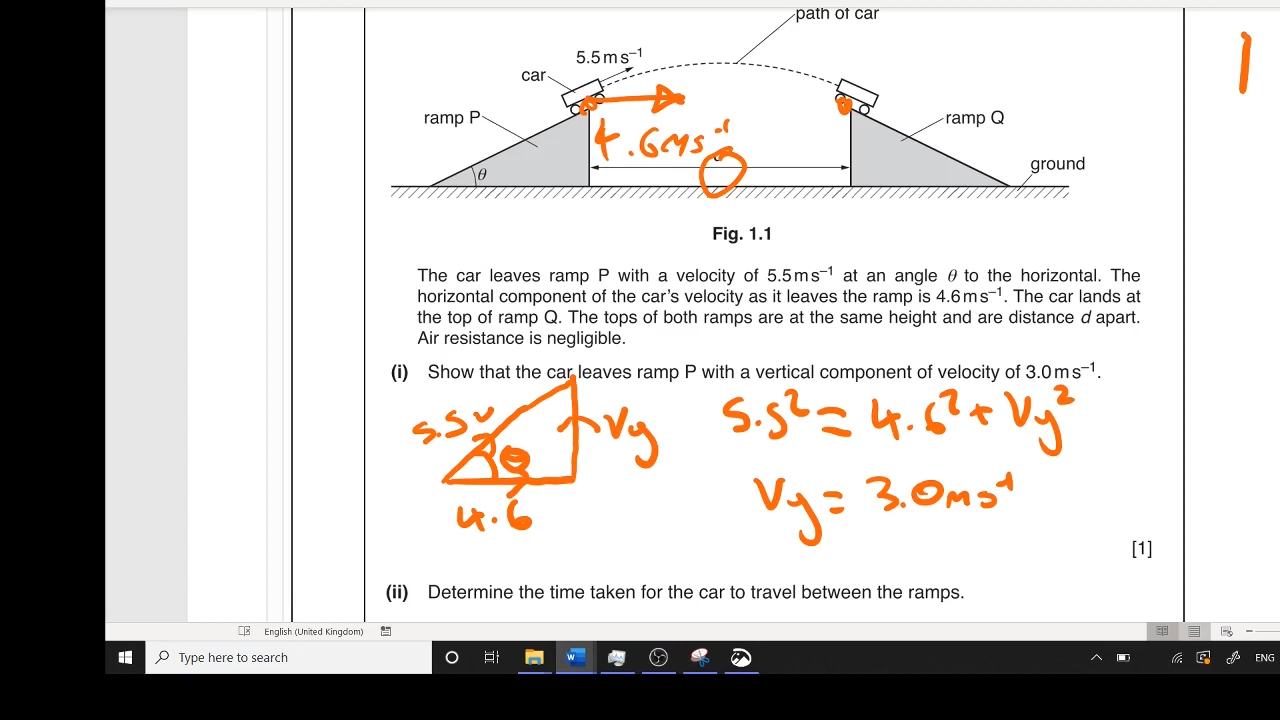 path of car
5.5 m s⁻¹
car
ramp P
ramp Q
4.6ms⁻¹
θ
ground
Fig. 1.1
The car leaves ramp P with a velocity of 5.5 m s⁻¹ at an angle θ to the horizontal. The
horizontal component of the car's velocity as it leaves the ramp is 4.6 m s⁻¹. The car lands at
the top of ramp Q. The tops of both ramps are at the same height and are distance d apart.
Air resistance is negligible.
(i) Show that the car leaves ramp P with a vertical component of velocity of 3.0 m s⁻¹.
5.5
θ
Vy
4.6
5.5² = 4.6² + Vy²
Vy = 3.0ms⁻¹
[1]
(ii) Determine the time taken for the car to travel between the ramps.
English (United Kingdom)
Type here to search
ENG